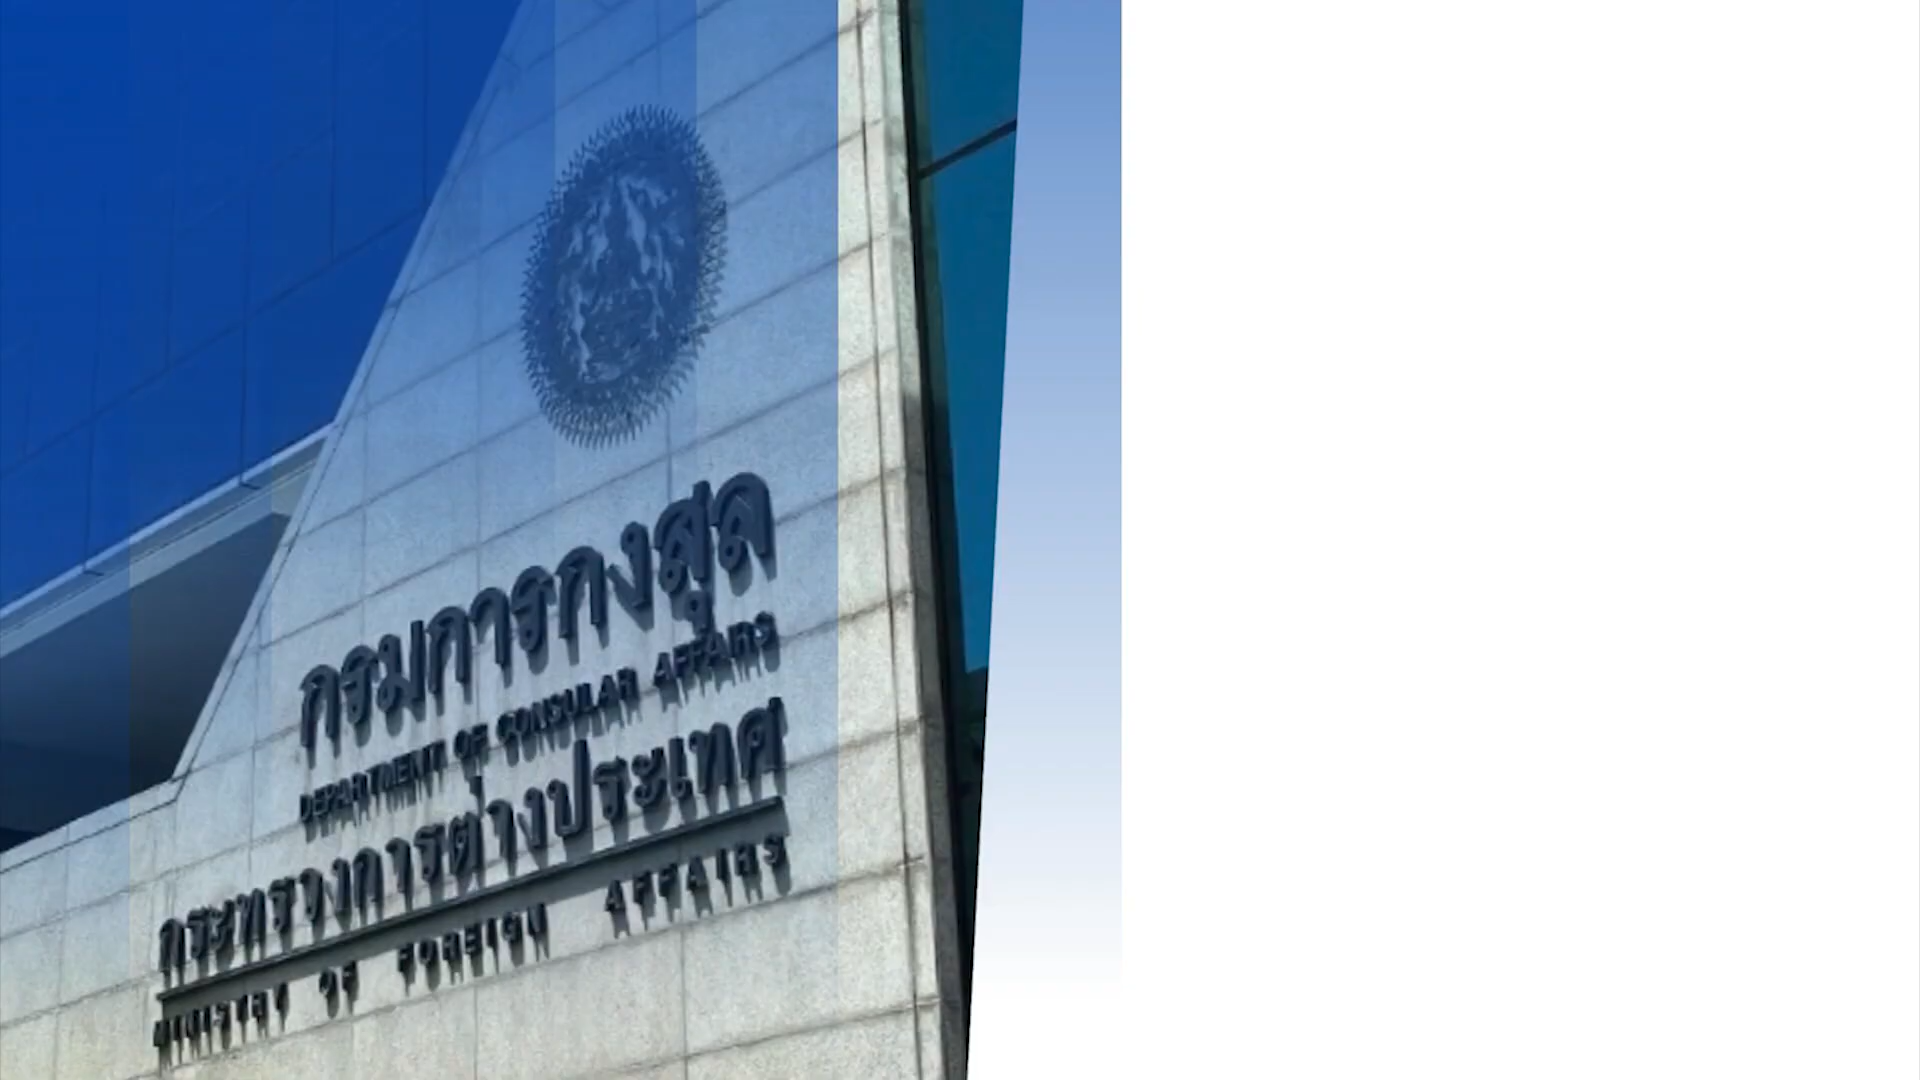 กรมการกงสุล
DEPARTMENT OF CONSULAR AFFAIRS
กระทรวงการต่างประเทศ
MINISTRY OF FOREIGN AFFAIRS